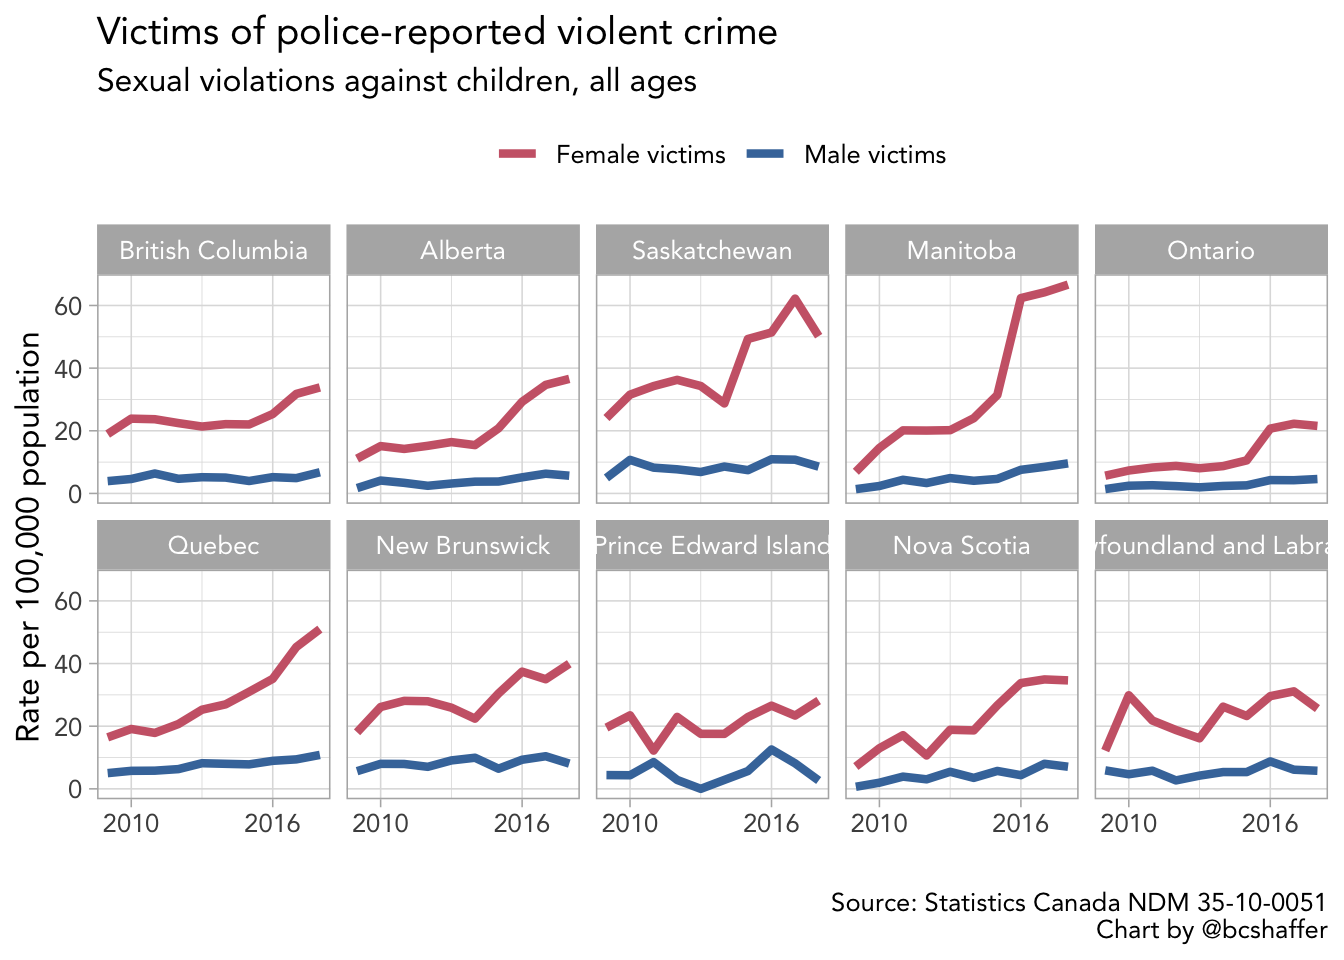 Victims of police-reported violent crime
Sexual violations against children, all ages
Female victims Male victims
British Columbia Alberta Saskatchewan Manitoba Ontario
60
40
20
0
Rate per 100,000 population
Quebec New Brunswick Prince Edward Island Nova Scotia wfoundland and Labra
60
40
20
0
2010 2016 2010 2016 2010 2016 2010 2016 2010 2016
Source: Statistics Canada NDM 35-10-0051
Chart by @bcshaffer